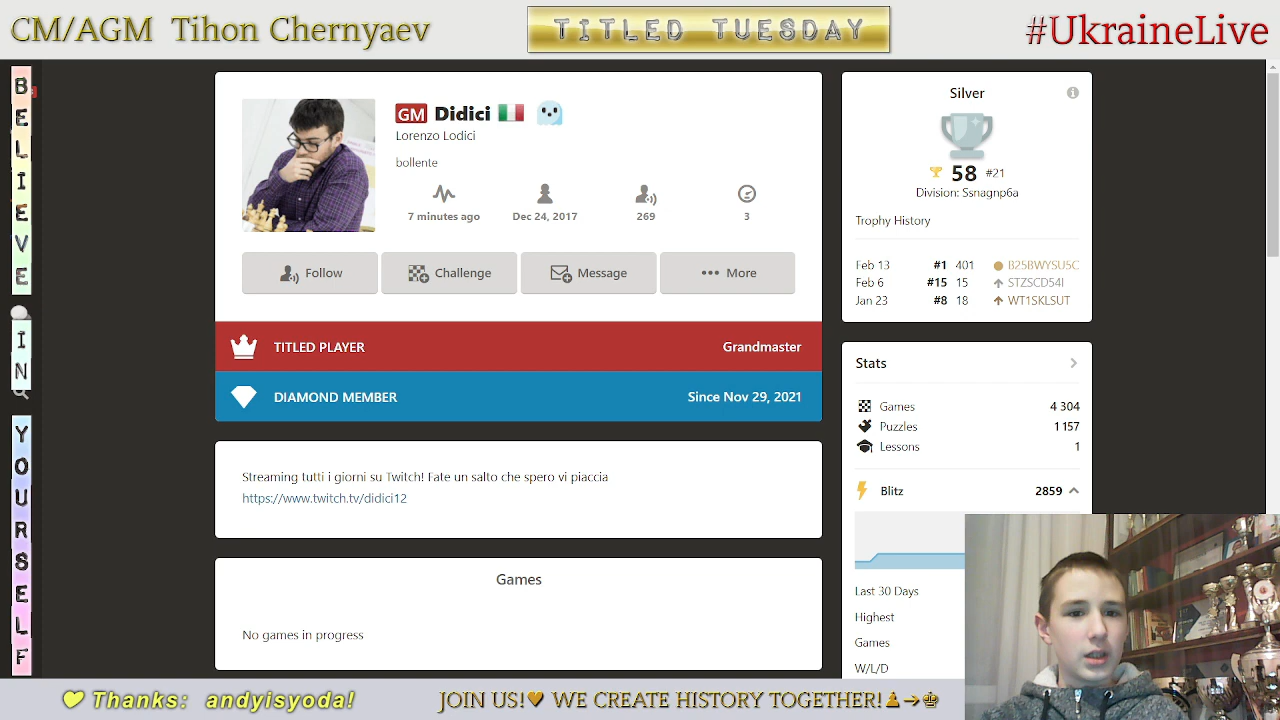 CM/AGM Tihon Chernyaev
TITLED TUESDAY
#UkraineLive
BELIEVE
IN
YOURSELF
GM Didici
Lorenzo Lodici
bollente
7 minutes ago
Dec 24, 2017
269
3
Follow
Challenge
Message
More
TITLED PLAYER
Grandmaster
DIAMOND MEMBER
Since Nov 29, 2021
Streaming tutti i giorni su Twitch! Fate un salto che spero vi piaccia
https://www.twitch.tv/didici12
Games
No games in progress
Silver
58 #21
Division: Ssnagnp6a
Trophy History
Feb 13 #1 401 B25BWYSU5C
Feb 6 #15 15 STZSCD54I
Jan 23 #8 18 WT1SKLSUT
Stats
Games 4 304
Puzzles 1 157
Lessons 1
Blitz 2859
Last 30 Days
Highest
Games
W/L/D
Thanks: andyisyoda!
JOIN US! WE CREATE HISTORY TOGETHER!